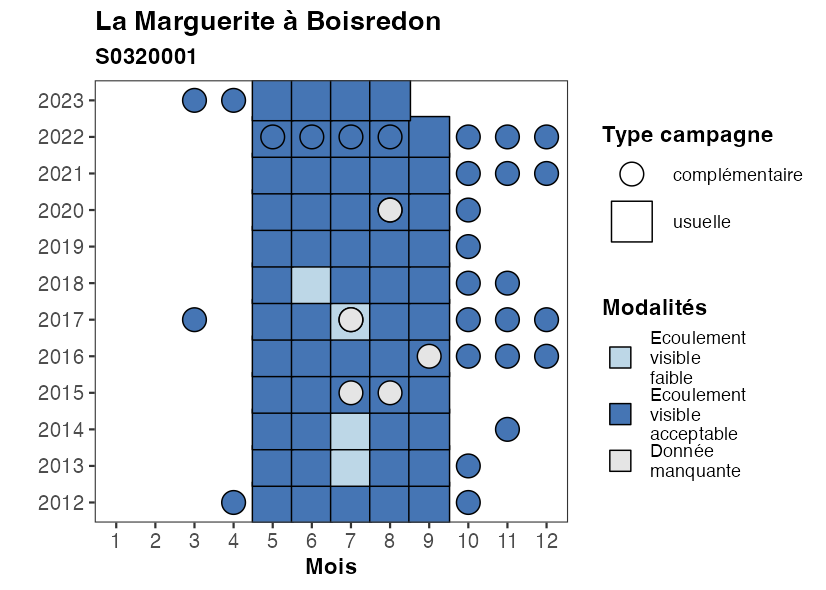 La Marguerite à Boisredon
S0320001
2023
2022
2021
2020
2019
2018
2017
2016
2015
2014
2013
2012
1 2 3 4 5 6 7 8 9 10 11 12
Mois
Type campagne
complémentaire
usuelle
Modalités
Ecoulement
visible
faible
Ecoulement
visible
acceptable
Donnée
manquante